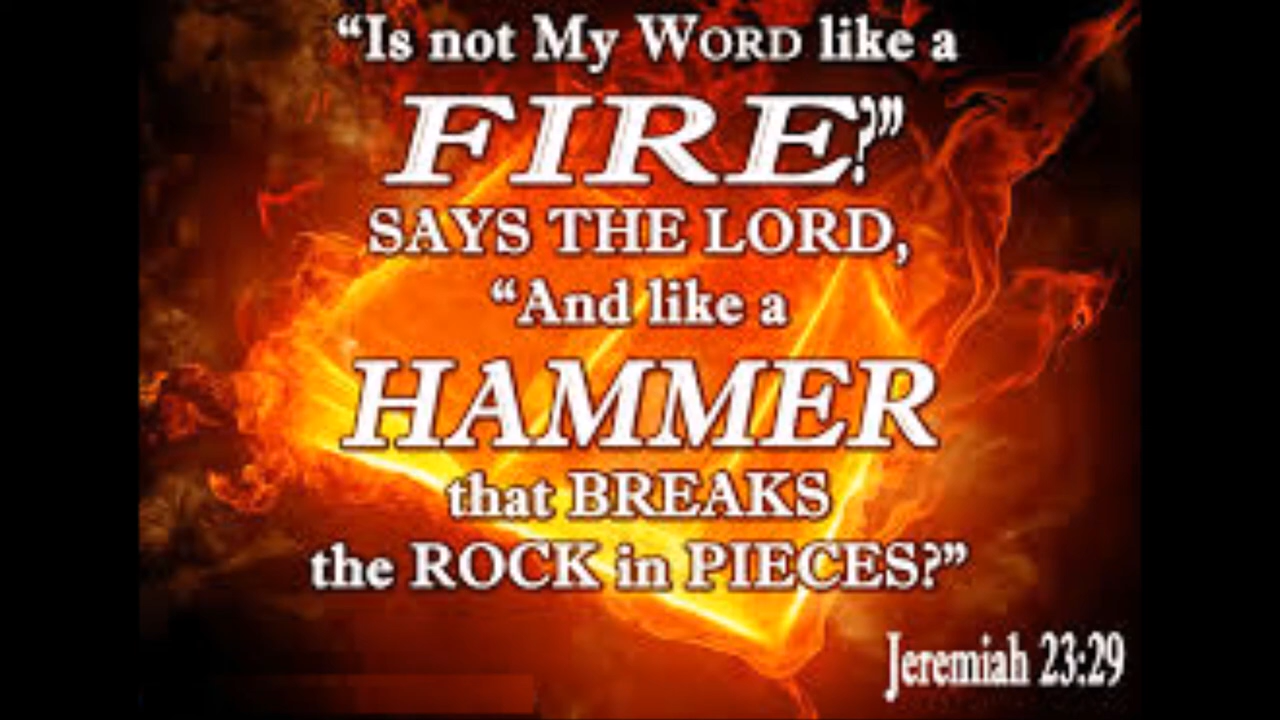 “Is not My WORD like a
FIRE?”
SAYS THE LORD,
“And like a
HAMMER
that BREAKS
the ROCK in PIECES?”
Jeremiah 23:29